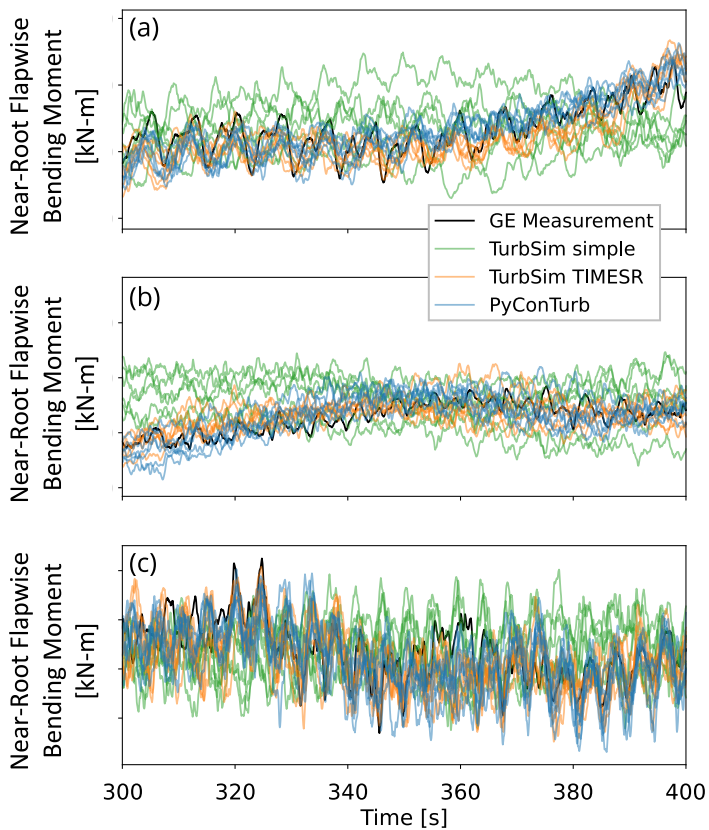 (a)
Near-Root Flapwise
Bending Moment
[kN-m]
GE Measurement
TurbSim simple
TurbSim TIMESR
PyConTurb
(b)
Near-Root Flapwise
Bending Moment
[kN-m]
(c)
Near-Root Flapwise
Bending Moment
[kN-m]
300 320 340 360 380 400
Time [s]